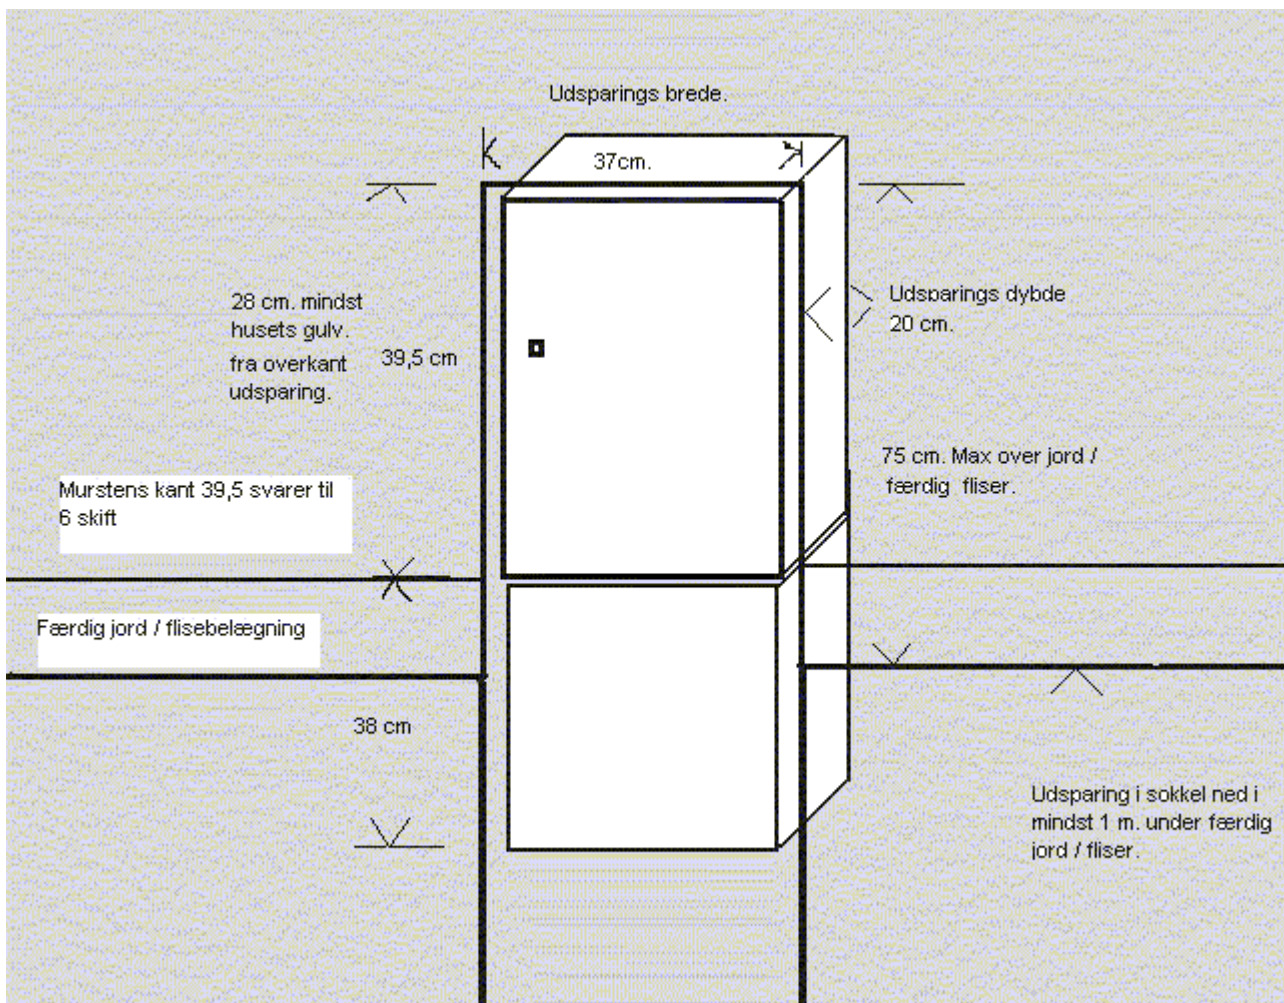 Udsparings brede.
37cm.
28 cm. mindst
husets gulv.
fra overkant
udsparing.
39,5 cm
Udsparings dybde
20 cm.
75 cm. Max over jord /
færdig fliser.
Murstens kant 39,5 svarer til
6 skift
Færdig jord / flisebelægning
38 cm
Udsparing i sokkel ned i
mindst 1 m. under færdig
jord / fliser.